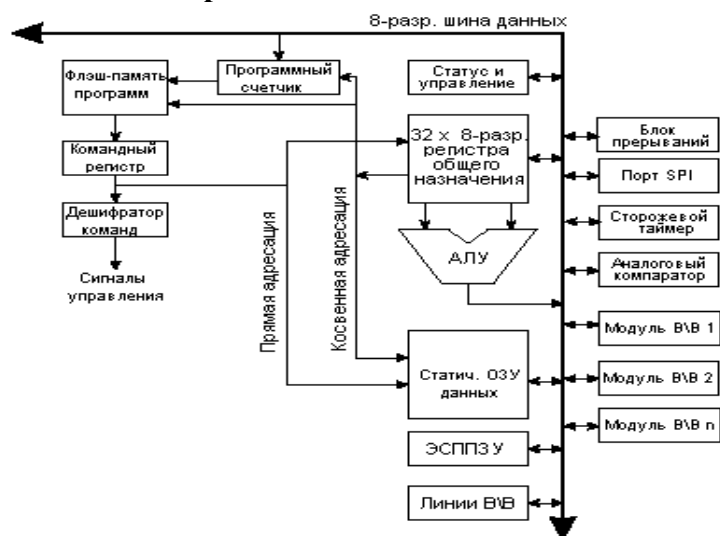 8-разр. шина данных
Флэш-память
программ
Программный
счетчик
Статус и
управление
Командный
регистр
32 x 8-разр.
регистра
общего
назначения
Блок
прерываний
Порт SPI
Дешифратор
команд
Сторожевой
таймер
АЛУ
Аналоговый
компаратор
Сигналы
управления
Прямая адресация
Косвенная адресация
Модуль В\В 1
Статич. ОЗУ
данных
Модуль В\В 2
Модуль В\В n
ЭСППЗУ
Линии В\В